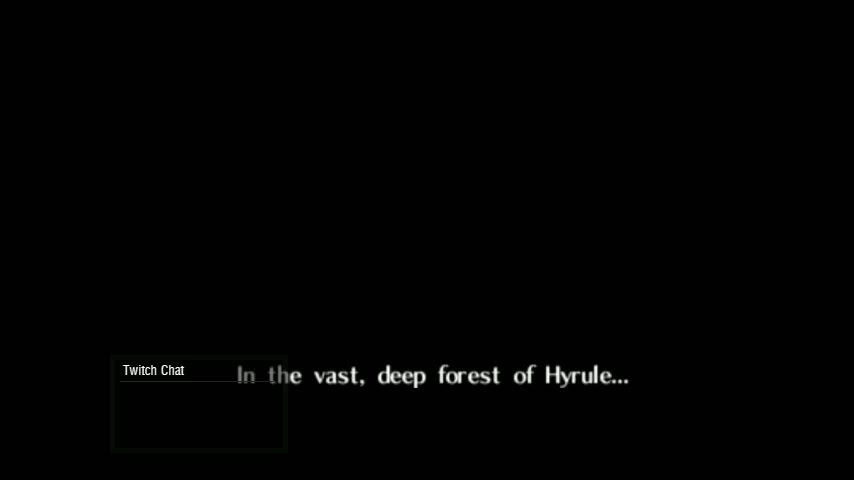 Twitch Chat
In the vast, deep forest of Hyrule...